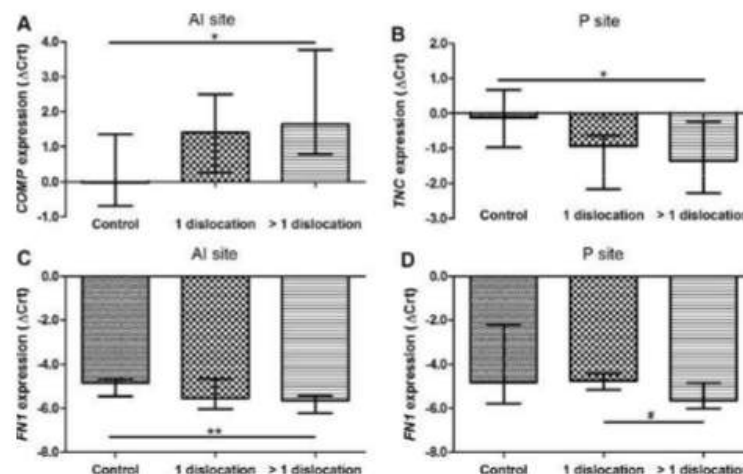 A
AI site
COMP expression (ΔCrt)
4.0
3.0
2.0
1.0
0.0
-1.0
*
Control
1 dislocation
> 1 dislocation
B
P site
TNC expression (ΔCrt)
2.0
1.0
0.0
-1.0
-2.0
-3.0
*
Control
1 dislocation
> 1 dislocation
C
AI site
FN1 expression (ΔCrt)
0.0
-2.0
-4.0
-6.0
-8.0
**
Control
1 dislocation
> 1 dislocation
D
P site
FN1 expression (ΔCrt)
0.0
-2.0
-4.0
-6.0
-8.0
#
Control
1 dislocation
> 1 dislocation